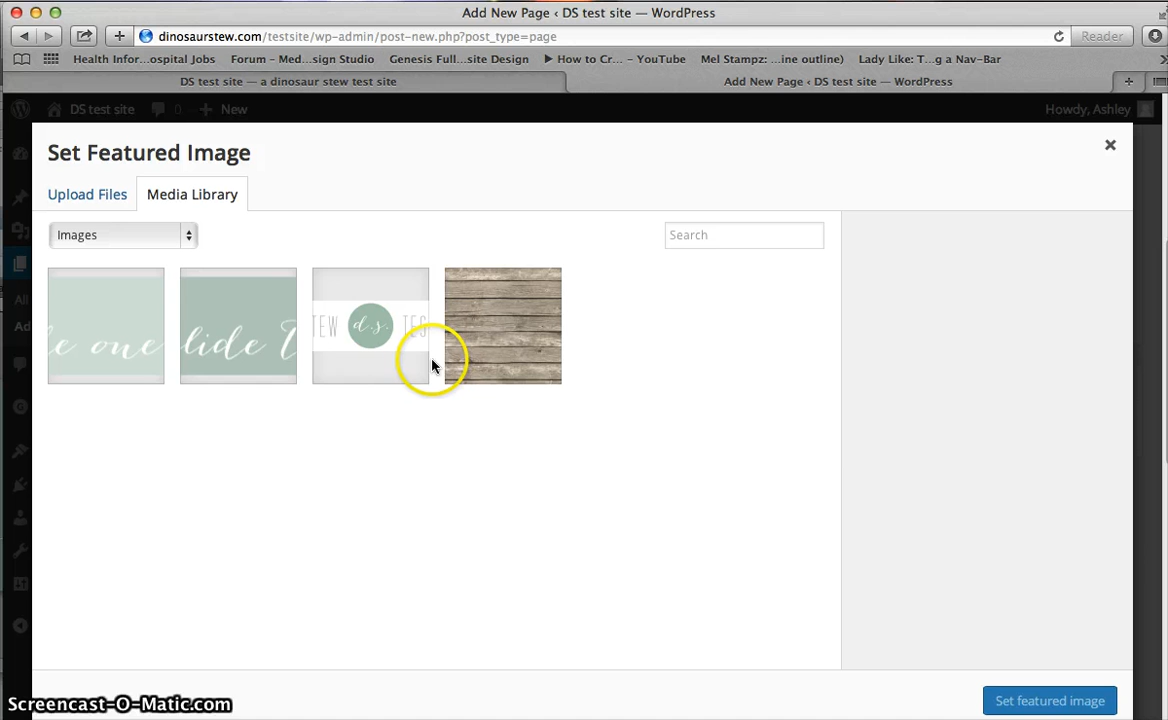 Add New Page ‹ DS test site — WordPress
dinosaurstew.com/testsite/wp-admin/post-new.php?post_type=page
Reader
Health Infor...ospital Jobs
Forum – Med...sign Studio
Genesis Full...site Design
▶ How to Cr... – YouTube
Mel Stampz: ...ine outline)
Lady Like: T...g a Nav-Bar
DS test site — a dinosaur stew test site
Add New Page ‹ DS test site — WordPress
DS test site
0
+ New
Howdy, Ashley
Set Featured Image
Upload Files
Media Library
Images
Search
e one
lide t
TEW d.s. TES
All
Ad
Set featured image
Screencast-O-Matic.com